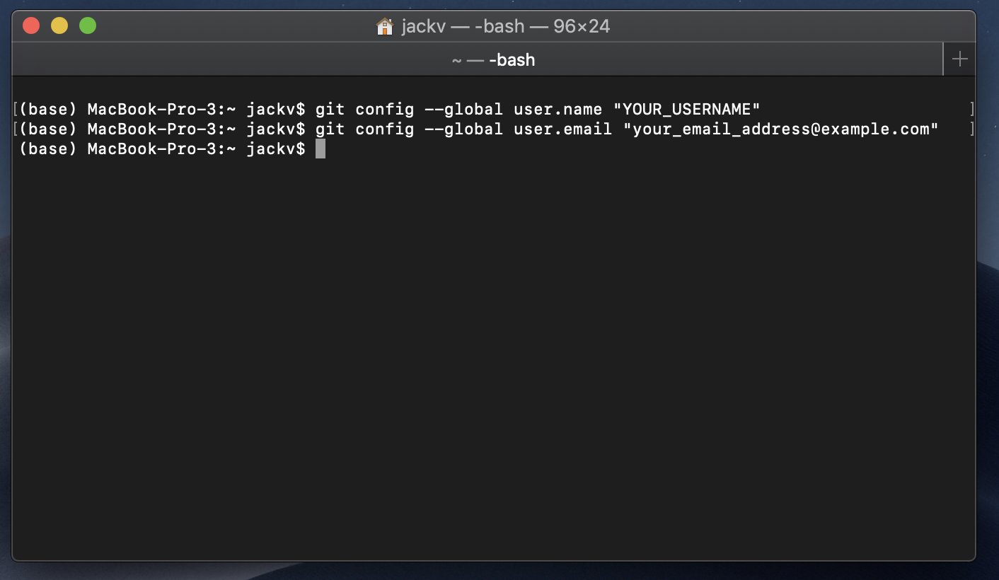 jackv — -bash — 96×24
~ — -bash
[(base) MacBook-Pro-3:~ jackv$ git config --global user.name "YOUR_USERNAME" ]
[(base) MacBook-Pro-3:~ jackv$ git config --global user.email "your_email_address@example.com" ]
(base) MacBook-Pro-3:~ jackv$